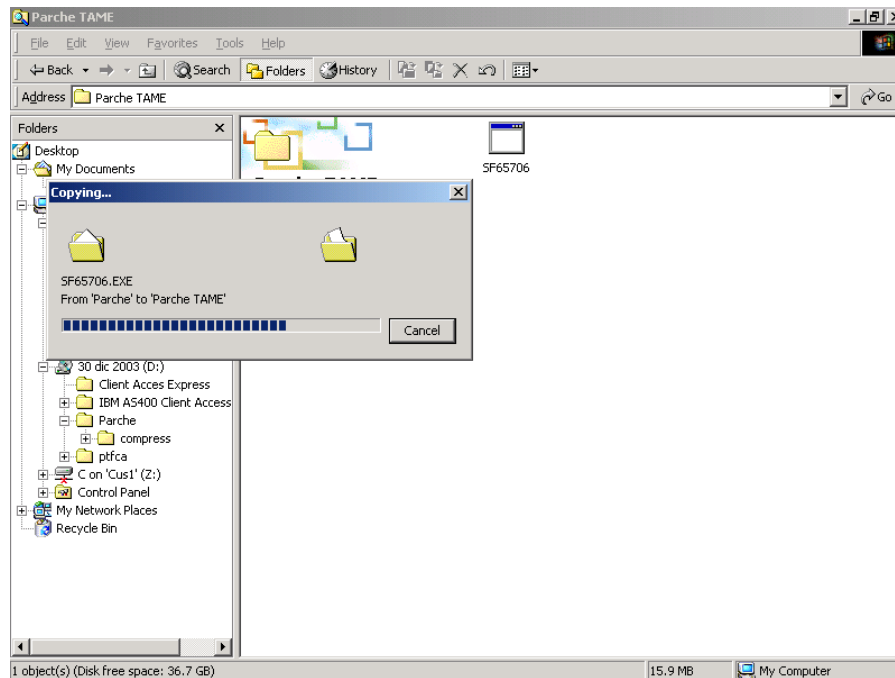 Parche TAME
File Edit View Favorites Tools Help
Back Search Folders History
Address Parche TAME Go
Folders
Desktop
My Documents
SF65706
Copying...
SF65706.EXE
From 'Parche' to 'Parche TAME'
Cancel
30 dic 2003 (D:)
Client Acces Express
IBM AS400 Client Access
Parche
compress
ptfca
C on 'Cus1' (Z:)
Control Panel
My Network Places
Recycle Bin
1 object(s) (Disk free space: 36.7 GB) 15.9 MB My Computer